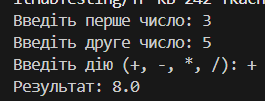 Введіть перше число: 3
Введіть друге число: 5
Введіть дію (+, -, *, /): +
Результат: 8.0